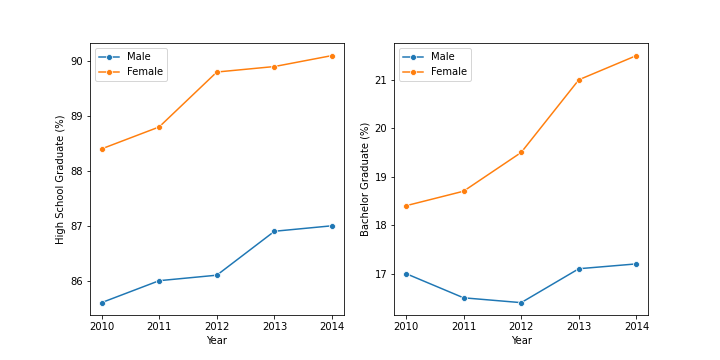 Male
Female
High School Graduate (%)
90
89
88
87
86
2010 2011 2012 2013 2014
Year
Male
Female
Bachelor Graduate (%)
21
20
19
18
17
2010 2011 2012 2013 2014
Year